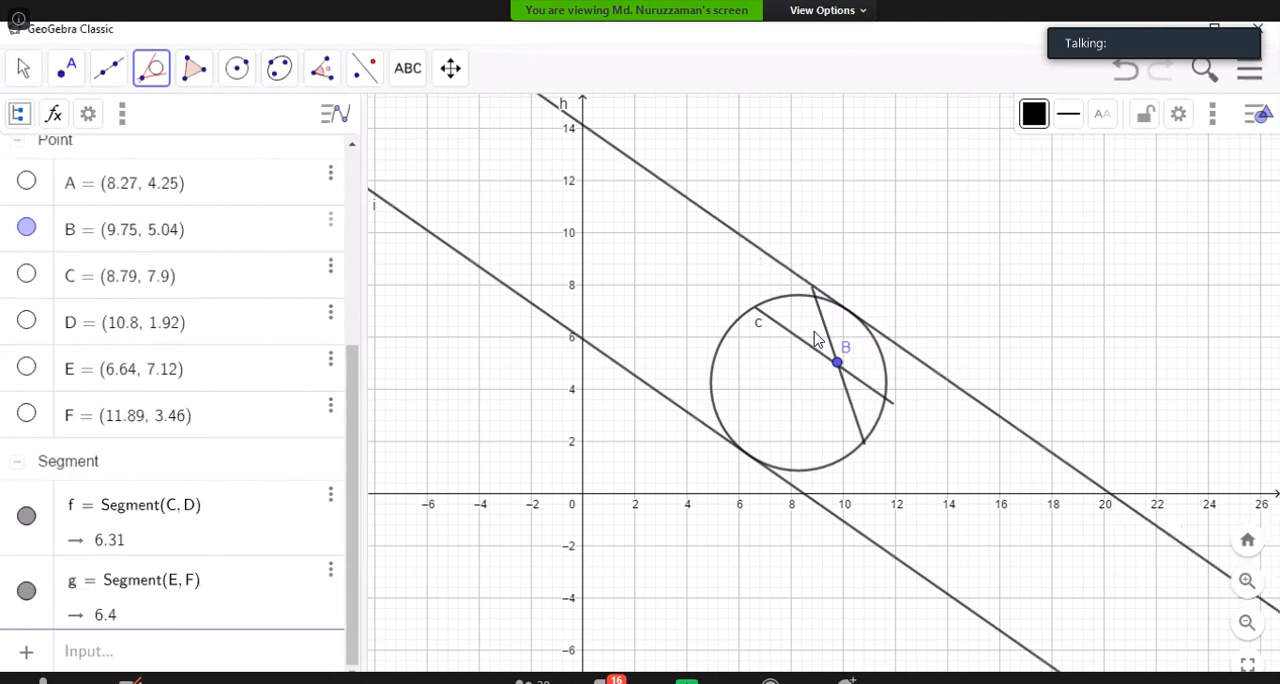 You are viewing Md. Nuruzzaman's screen
View Options
GeoGebra Classic
Talking:
ABC
fx
AA
Point
A = (8.27, 4.25)
B = (9.75, 5.04)
C = (8.79, 7.9)
D = (10.8, 1.92)
E = (6.64, 7.12)
F = (11.89, 3.46)
Segment
f = Segment(C, D)
→ 6.31
g = Segment(E, F)
→ 6.4
+ Input...
h
i
c
B
14
12
10
8
6
4
2
−2
−4
−6
−6 −4 −2 0 2 4 6 8 10 12 14 16 18 20 22 24 26
16